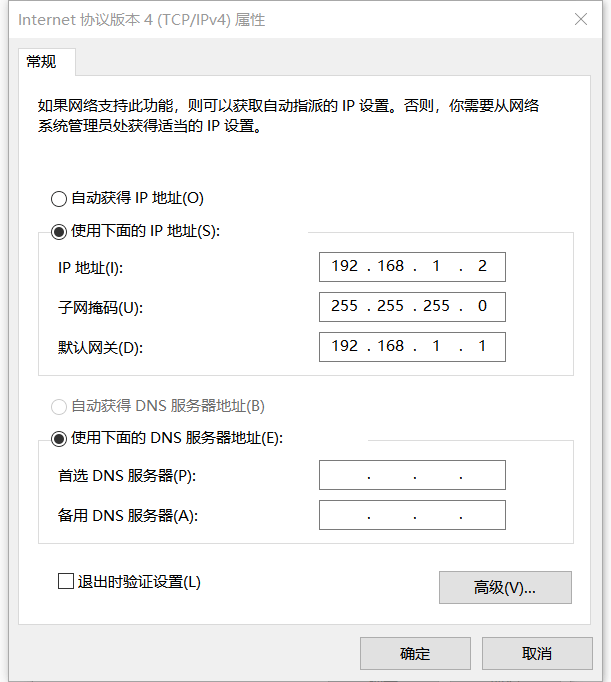 Internet 协议版本 4 (TCP/IPv4) 属性
常规
如果网络支持此功能，则可以获取自动指派的 IP 设置。否则，你需要从网络
系统管理员处获得适当的 IP 设置。
自动获得 IP 地址(O)
使用下面的 IP 地址(S):
IP 地址(I): 192 . 168 . 1 . 2
子网掩码(U): 255 . 255 . 255 . 0
默认网关(D): 192 . 168 . 1 . 1
自动获得 DNS 服务器地址(B)
使用下面的 DNS 服务器地址(E):
首选 DNS 服务器(P): . . .
备用 DNS 服务器(A): . . .
退出时验证设置(L)
高级(V)...
确定 取消